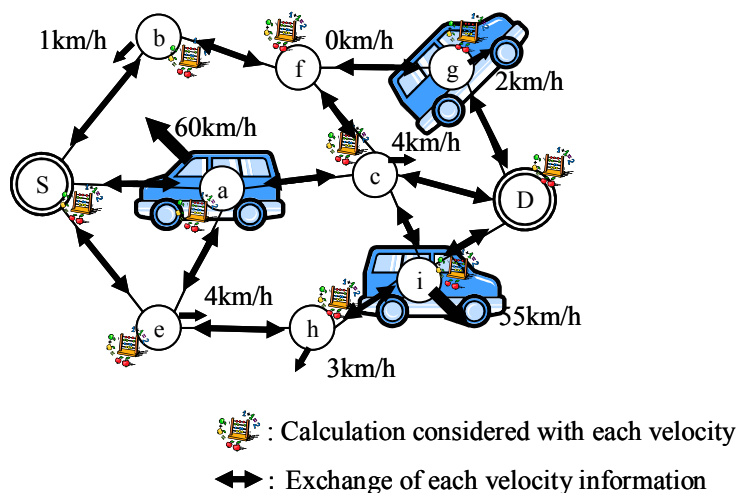 1km/h
b
f
0km/h
g
2km/h
60km/h
4km/h
S
a
c
D
e
4km/h
h
i
55km/h
3km/h
: Calculation considered with each velocity
: Exchange of each velocity information